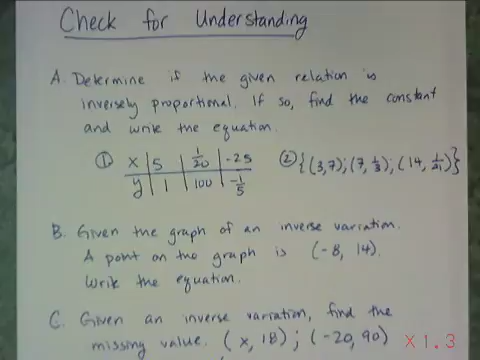 Check for Understanding
A. Determine if the given relation is
inversely proportional. If so, find the constant
and write the equation.
① x | 5 | 1/20 | -25 ② {(3,7); (7, 1/3); (14, 1/21)}
y | 1 | 100 | -1/5
B. Given the graph of an inverse variation.
A point on the graph is (-8, 14).
Write the equation.
C. Given an inverse variation, find the
missing value. (x, 18); (-20, 90)
X1.3